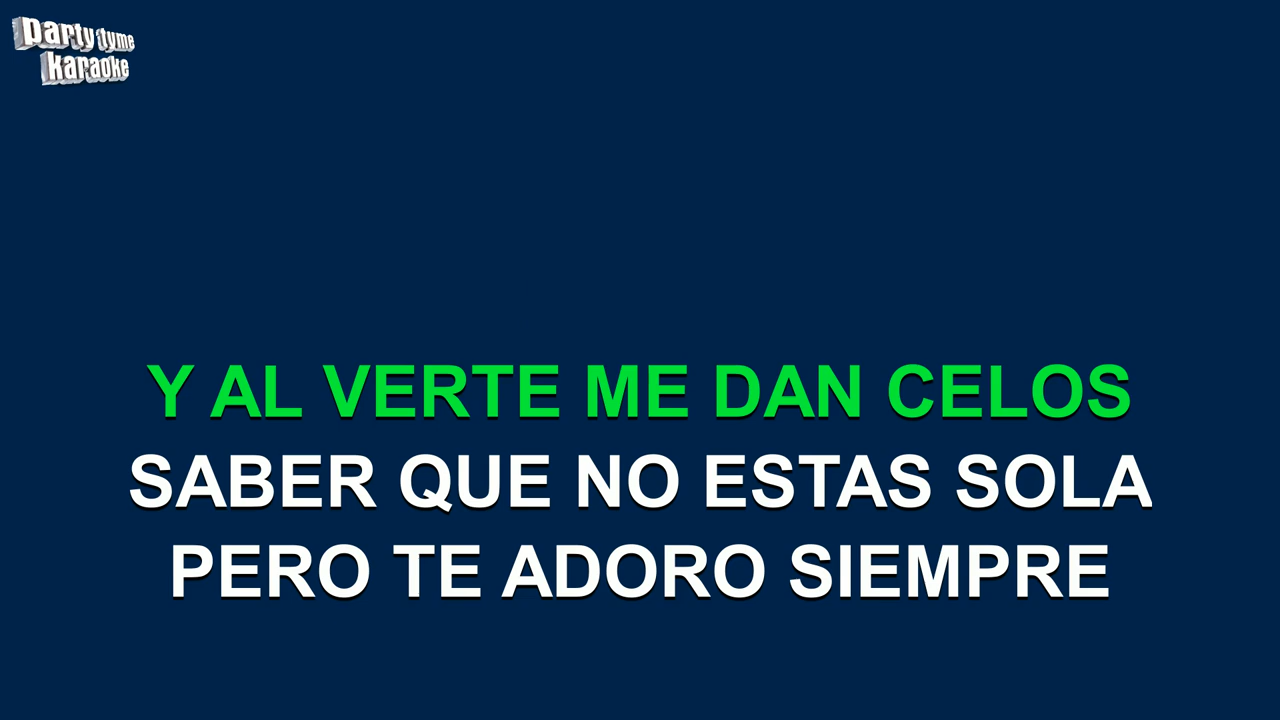 party tyme
karaoke
Y AL VERTE ME DAN CELOS
SABER QUE NO ESTAS SOLA
PERO TE ADORO SIEMPRE